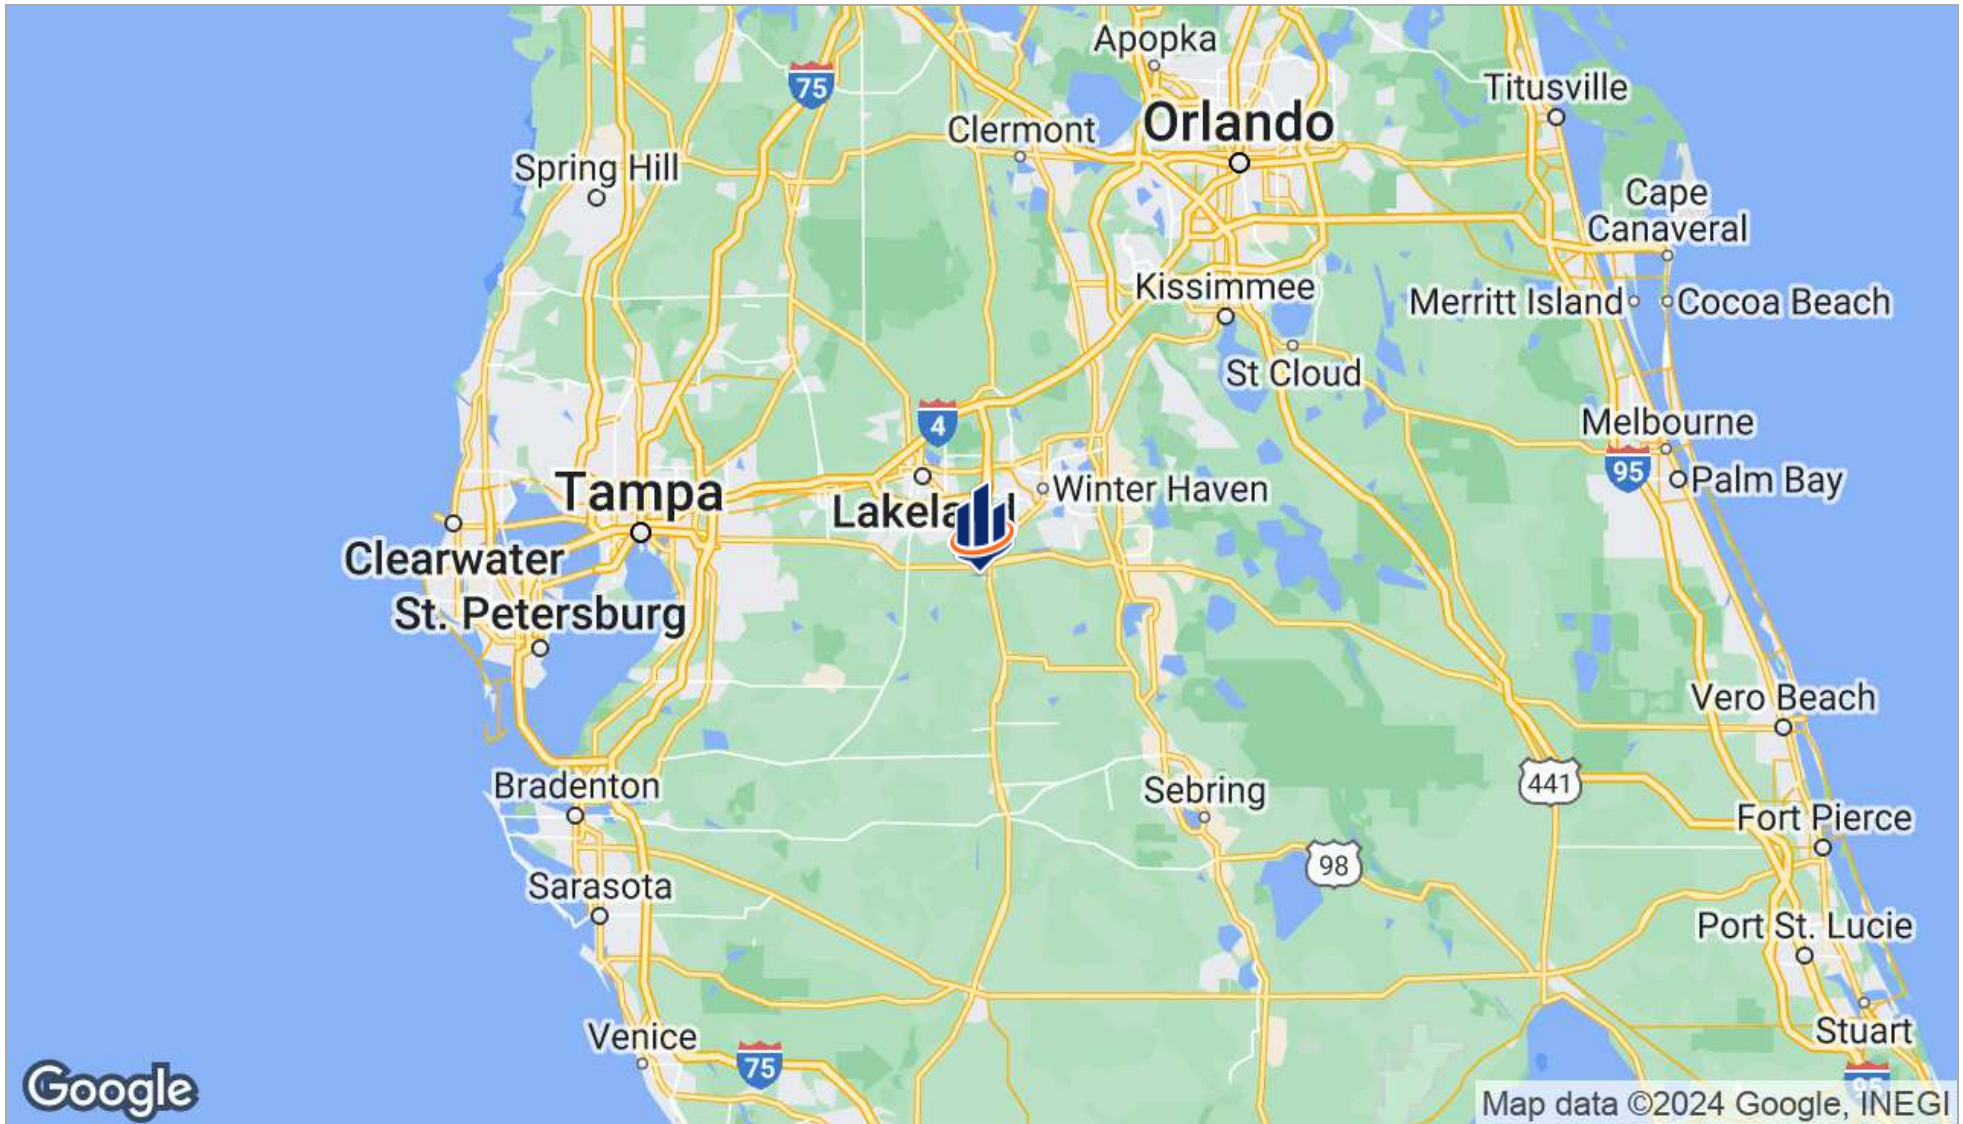 Apopka
75
Titusville
Clermont
Orlando
Spring Hill
Cape
Canaveral
Kissimmee
Merritt Island
Cocoa Beach
St Cloud
4
Melbourne
95
Palm Bay
Tampa
Winter Haven
Lakeland
Clearwater
St. Petersburg
Vero Beach
Bradenton
Sebring
441
Fort Pierce
98
Sarasota
Port St. Lucie
Venice
Stuart
75
95
Google
Map data ©2024 Google, INEGI